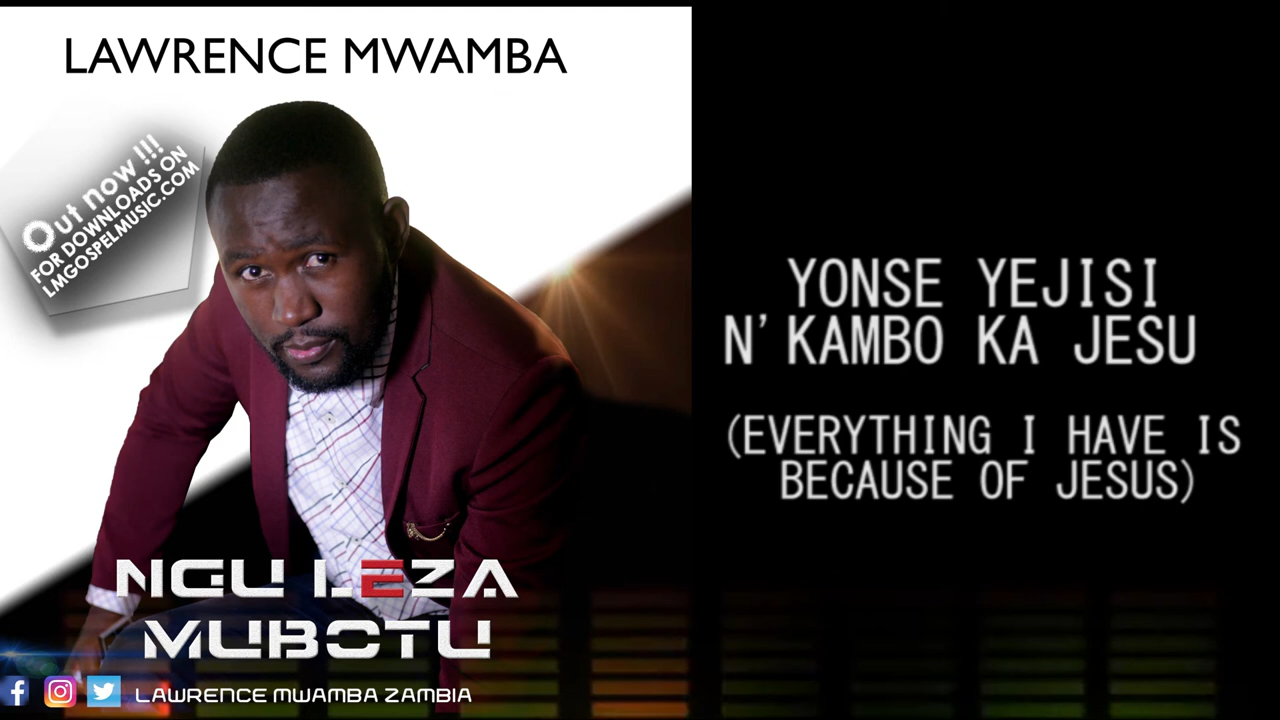 LAWRENCE MWAMBA
Out now !!!
FOR DOWNLOADS ON
LMGOSPELMUSIC.COM
NGU LEZA
MUBOTU
LAWRENCE MWAMBA ZAMBIA
YONSE YEJISI
N'KAMBO KA JESU
(EVERYTHING I HAVE IS
BECAUSE OF JESUS)